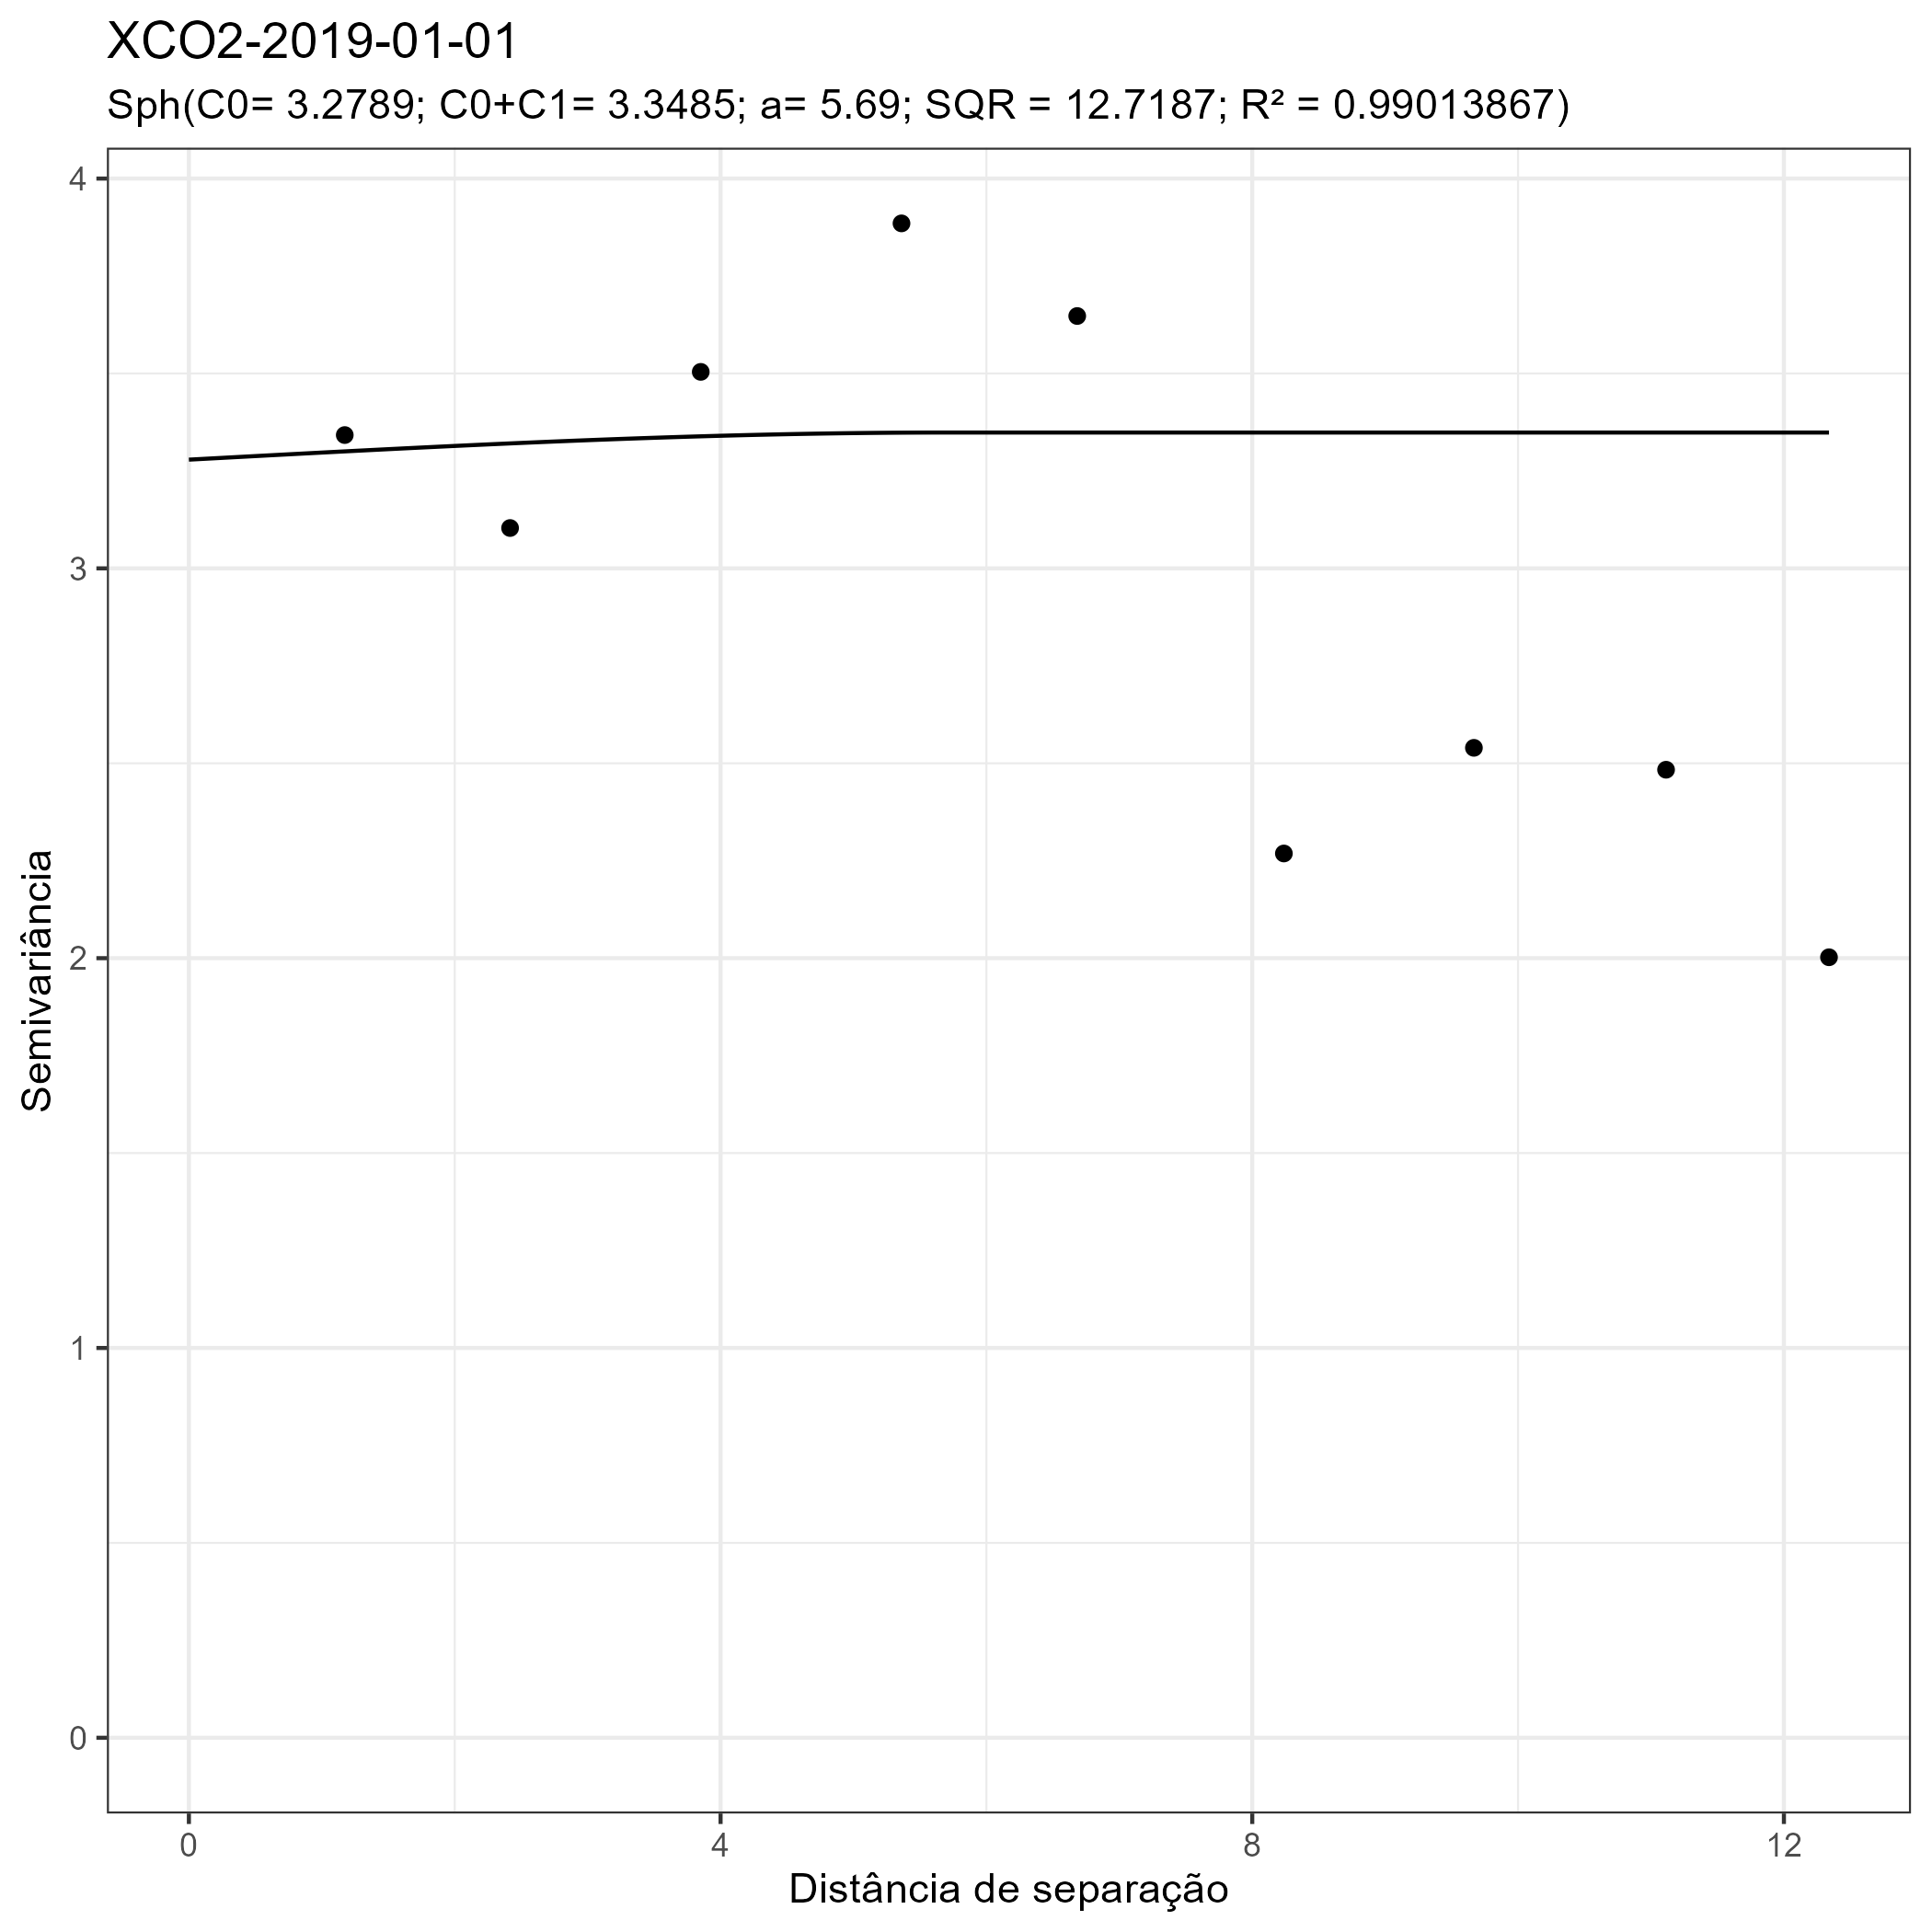 XCO2-2019-01-01
Sph(C0= 3.2789; C0+C1= 3.3485; a= 5.69; SQR = 12.7187; R² = 0.99013867)
4
3
2
1
0
Semivariância
0 4 8 12
Distância de separação